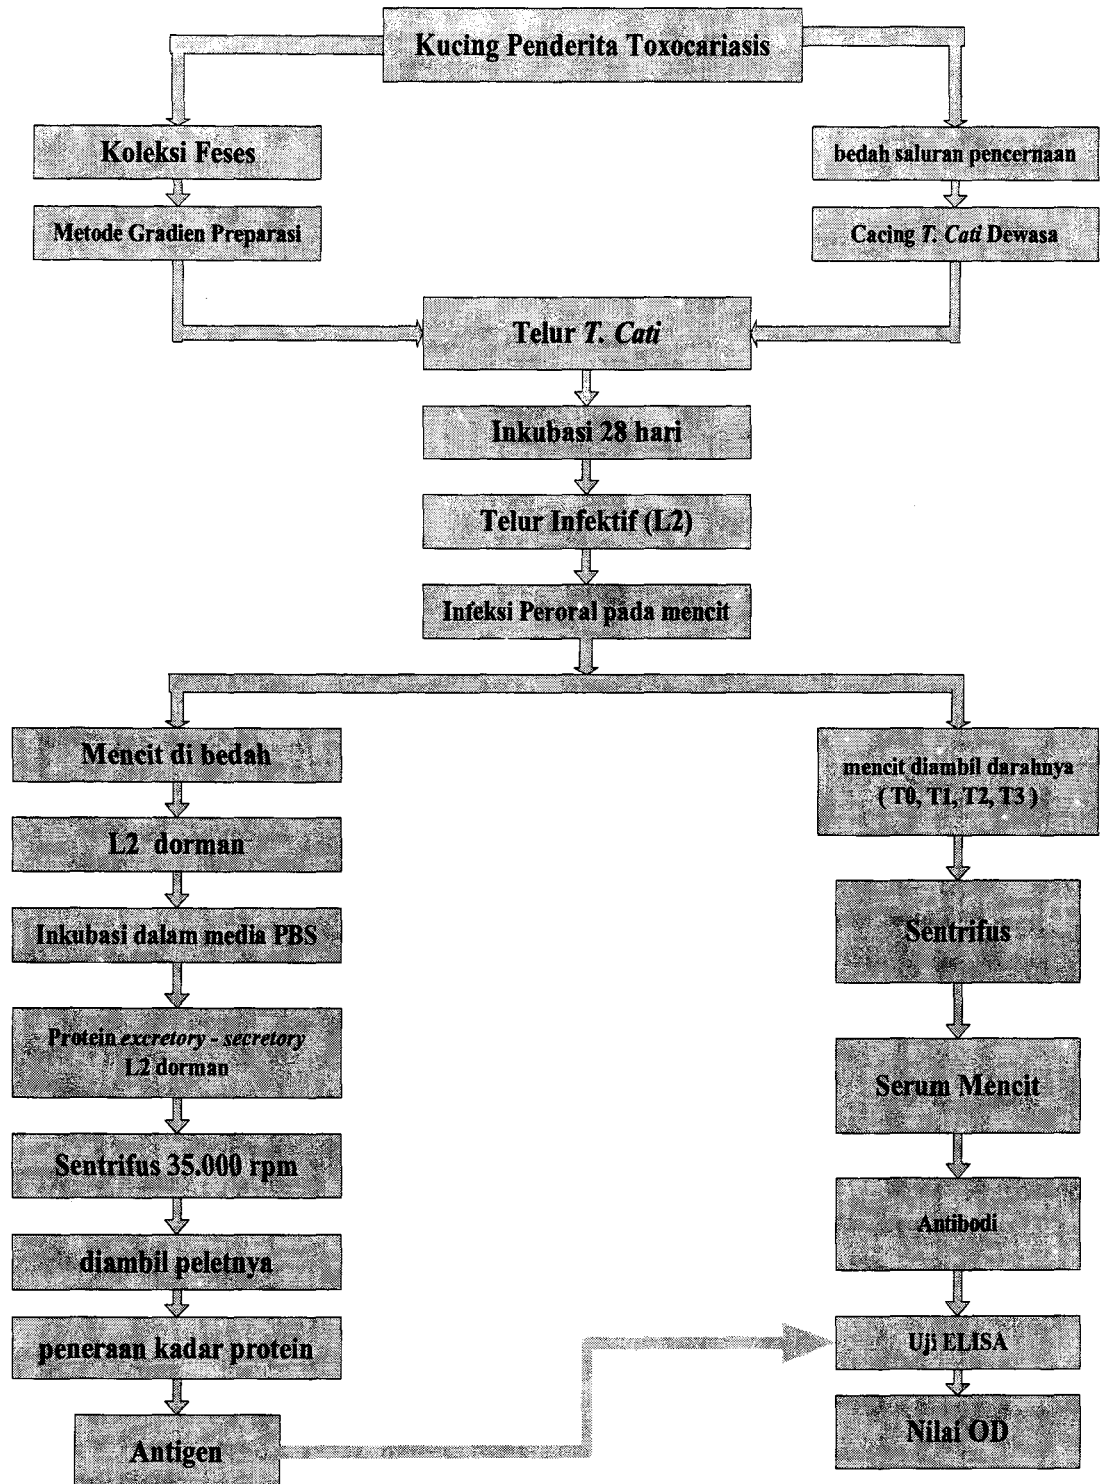 Kucing Penderita Toxocariasis
Koleksi Feses
bedah saluran pencernaan
Metode Gradien Preparasi
Cacing T. Cati Dewasa
Telur T. Cati
Inkubasi 28 hari
Telur Infektif (L2)
Infeksi Peroral pada mencit
Mencit di bedah
L2 dorman
Inkubasi dalam media PBS
Protein excretory - secretory
L2 dorman
Sentrifus 35.000 rpm
diambil peletnya
peneraan kadar protein
Antigen
mencit diambil darahnya
( T0, T1, T2, T3 )
Sentrifus
Serum Mencit
Antibodi
Uji ELISA
Nilai OD